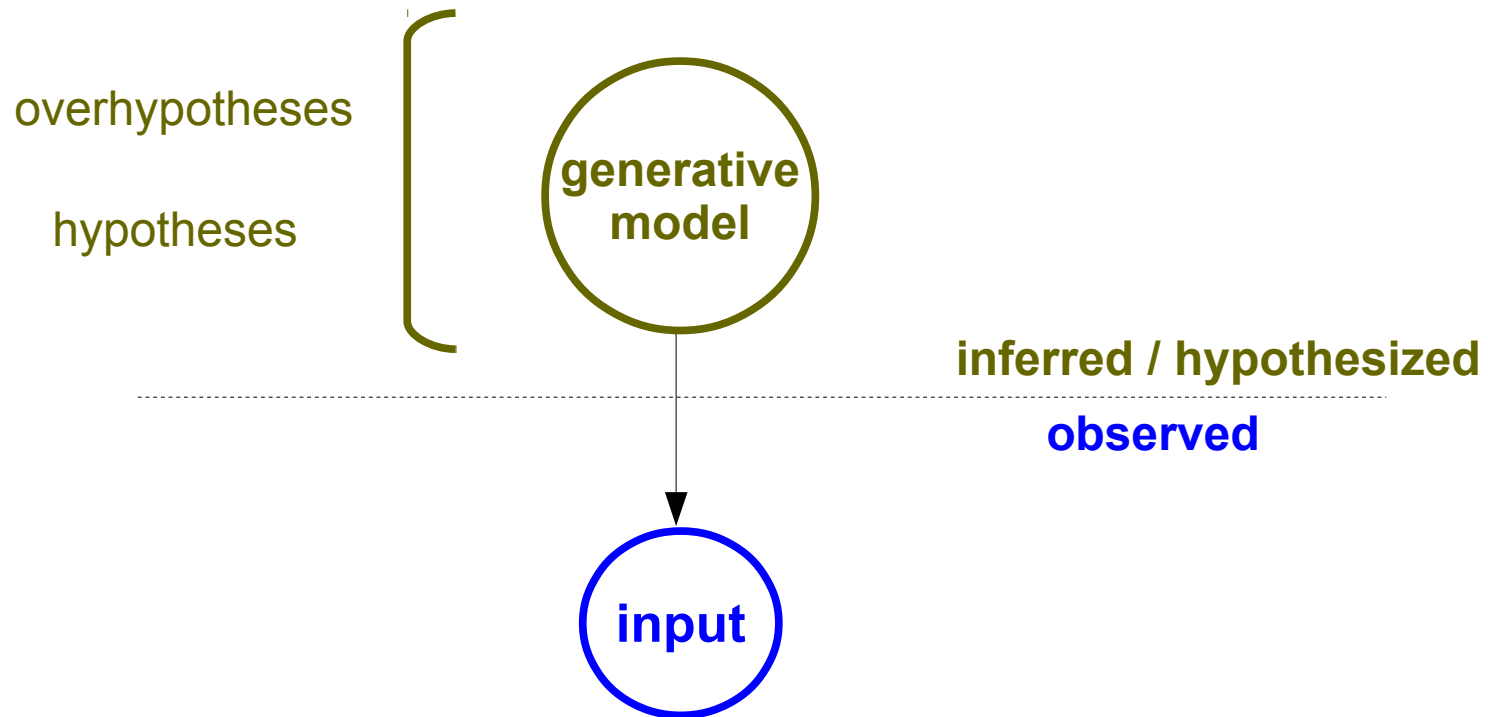 overhypotheses
hypotheses
generative
model
inferred / hypothesized
observed
input